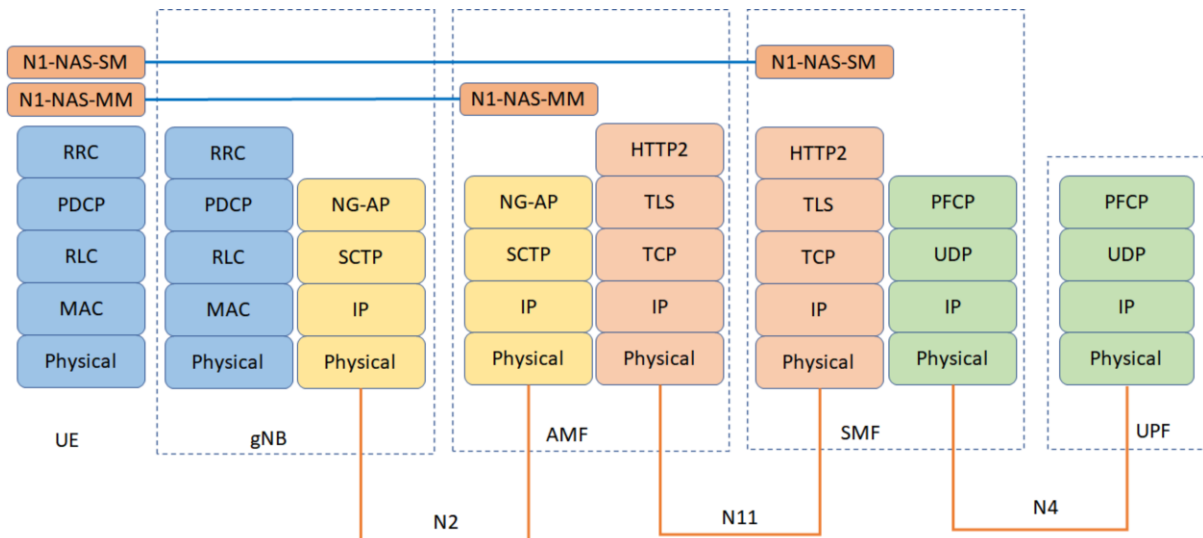 N1-NAS-SM N1-NAS-SM
N1-NAS-MM N1-NAS-MM
RRC RRC HTTP2 HTTP2
PDCP PDCP NG-AP NG-AP TLS TLS PFCP PFCP
RLC RLC SCTP SCTP TCP TCP UDP UDP
MAC MAC IP IP IP IP IP IP
Physical Physical Physical Physical Physical Physical Physical Physical
UE gNB AMF SMF UPF
N2 N11 N4